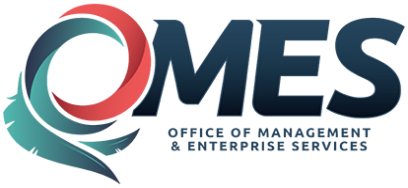 OMES
OFFICE OF MANAGEMENT
& ENTERPRISE SERVICES